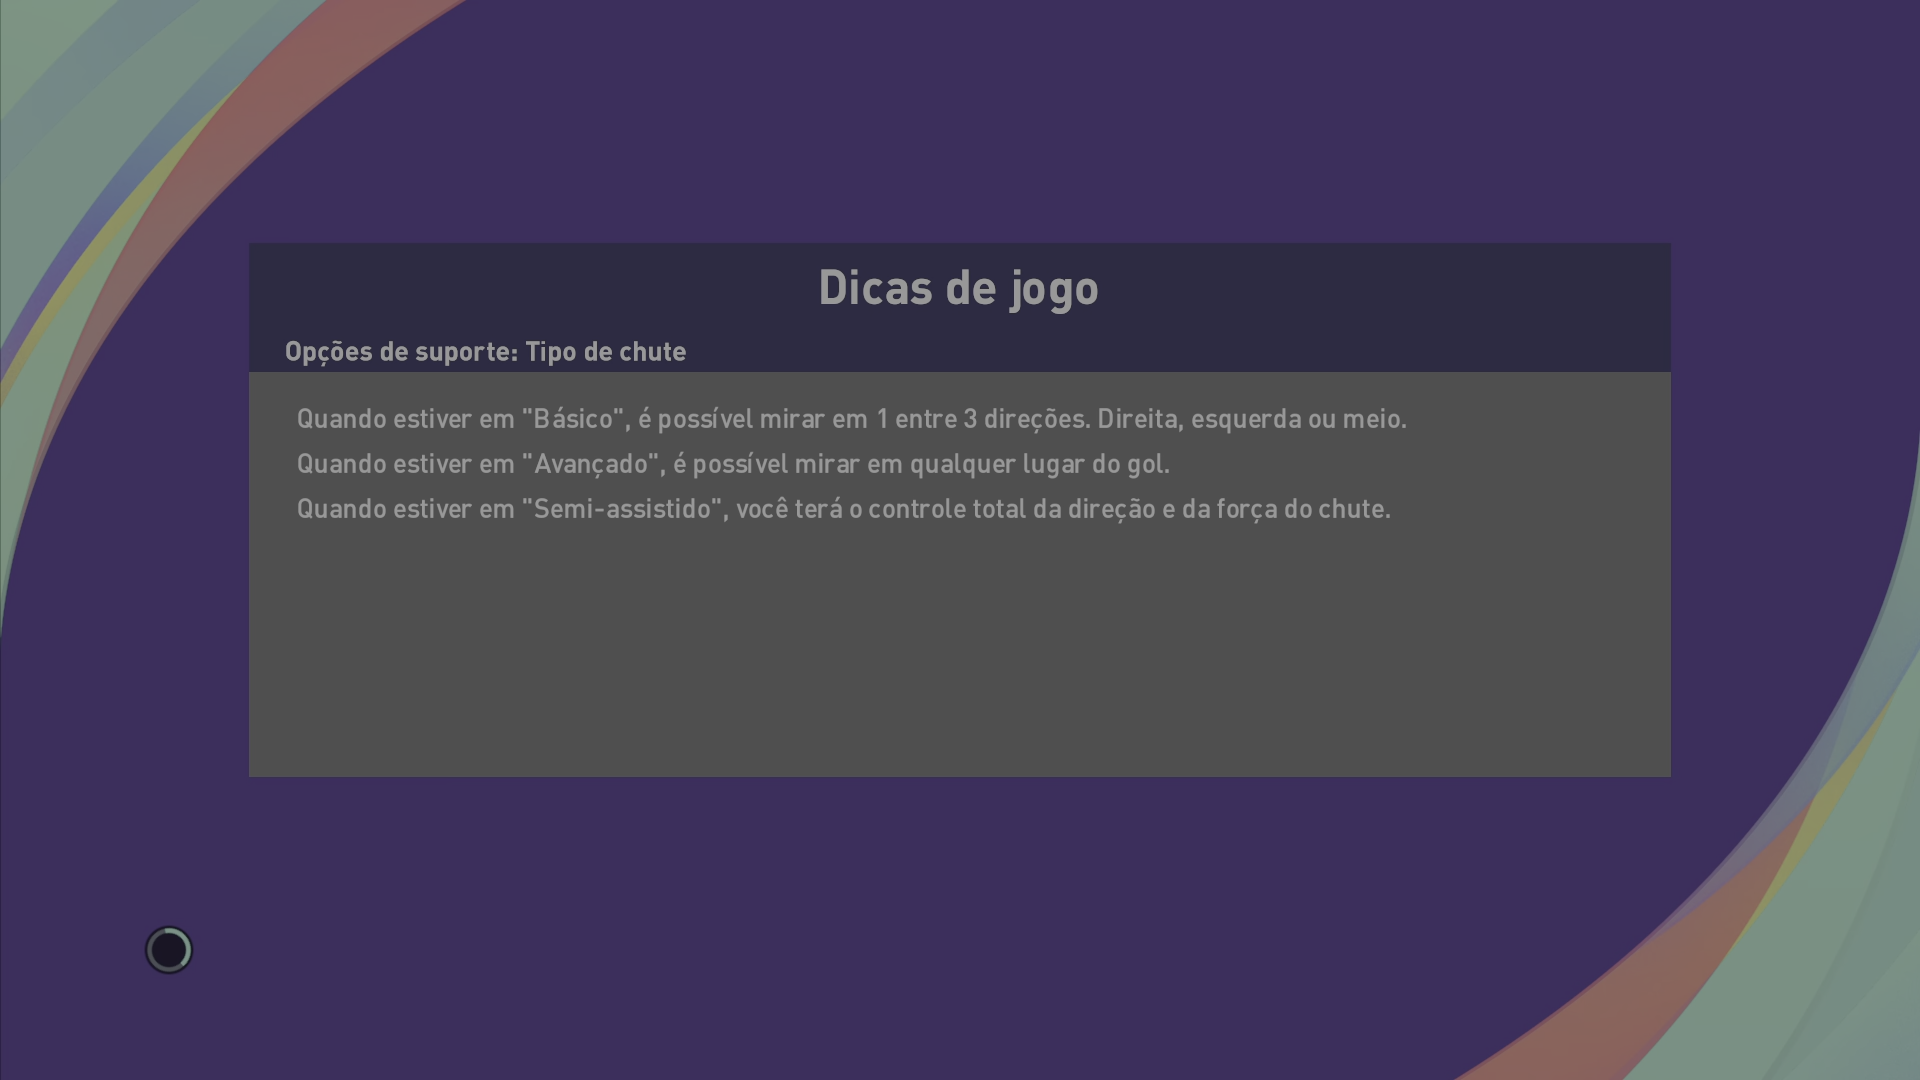 Dicas de jogo
Opções de suporte: Tipo de chute
Quando estiver em "Básico", é possível mirar em 1 entre 3 direções. Direita, esquerda ou meio.
Quando estiver em "Avançado", é possível mirar em qualquer lugar do gol.
Quando estiver em "Semi-assistido", você terá o controle total da direção e da força do chute.